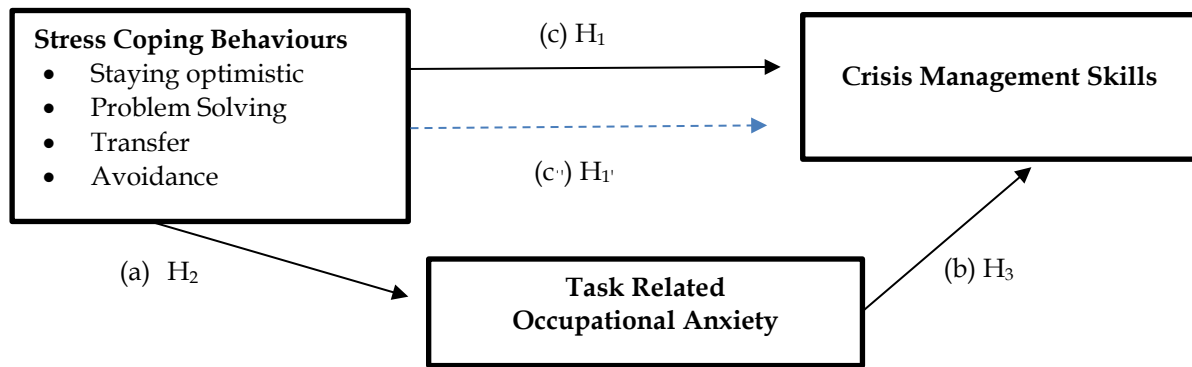 Stress Coping Behaviours
• Staying optimistic
• Problem Solving
• Transfer
• Avoidance
(c) H₁
(c'') H₁'
Crisis Management Skills
(a) H₂
Task Related
Occupational Anxiety
(b) H₃